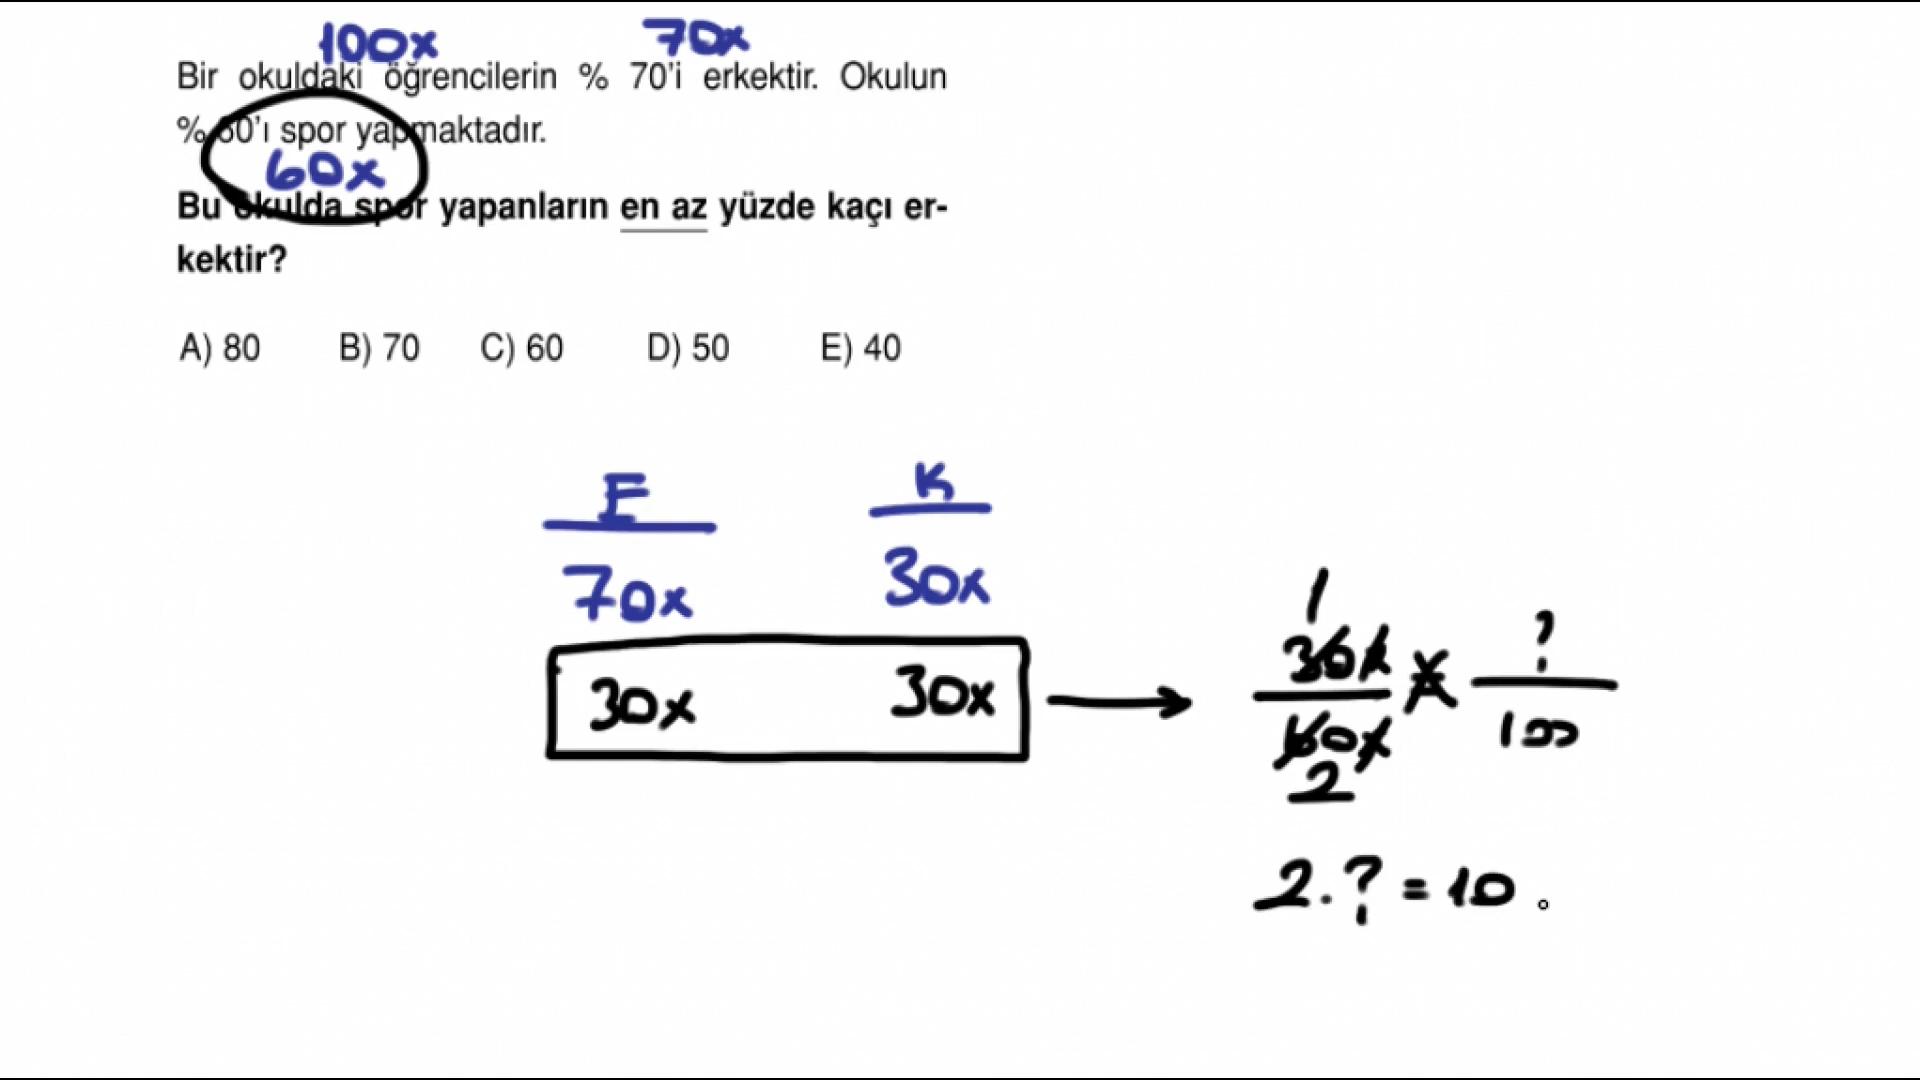 100x 70x
Bir okuldaki öğrencilerin % 70'i erkektir. Okulun
% 60'ı spor yapmaktadır.
60x
Bu okulda spor yapanların en az yüzde kaçı er-
kektir?
A) 80 B) 70 C) 60 D) 50 E) 40
E K
70x 30x
1
30x 30x → 30x ?
60x 100
2
2 . ? = 10